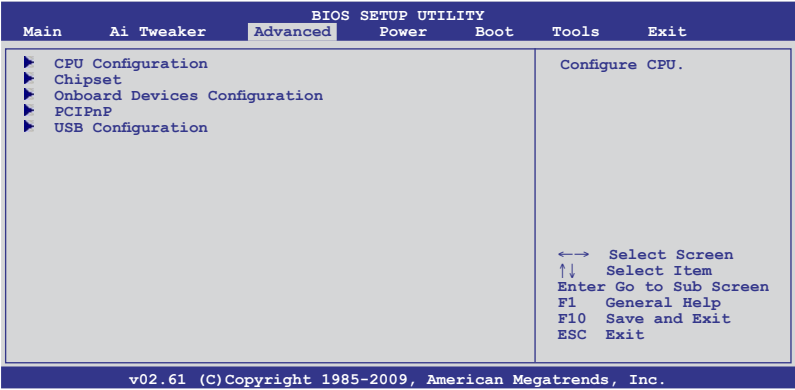 BIOS SETUP UTILITY
Main Ai Tweaker Advanced Power Boot Tools Exit
CPU Configuration
Chipset
Onboard Devices Configuration
PCIPnP
USB Configuration
Configure CPU.
←→ Select Screen
↑↓ Select Item
Enter Go to Sub Screen
F1 General Help
F10 Save and Exit
ESC Exit
v02.61 (C)Copyright 1985-2009, American Megatrends, Inc.